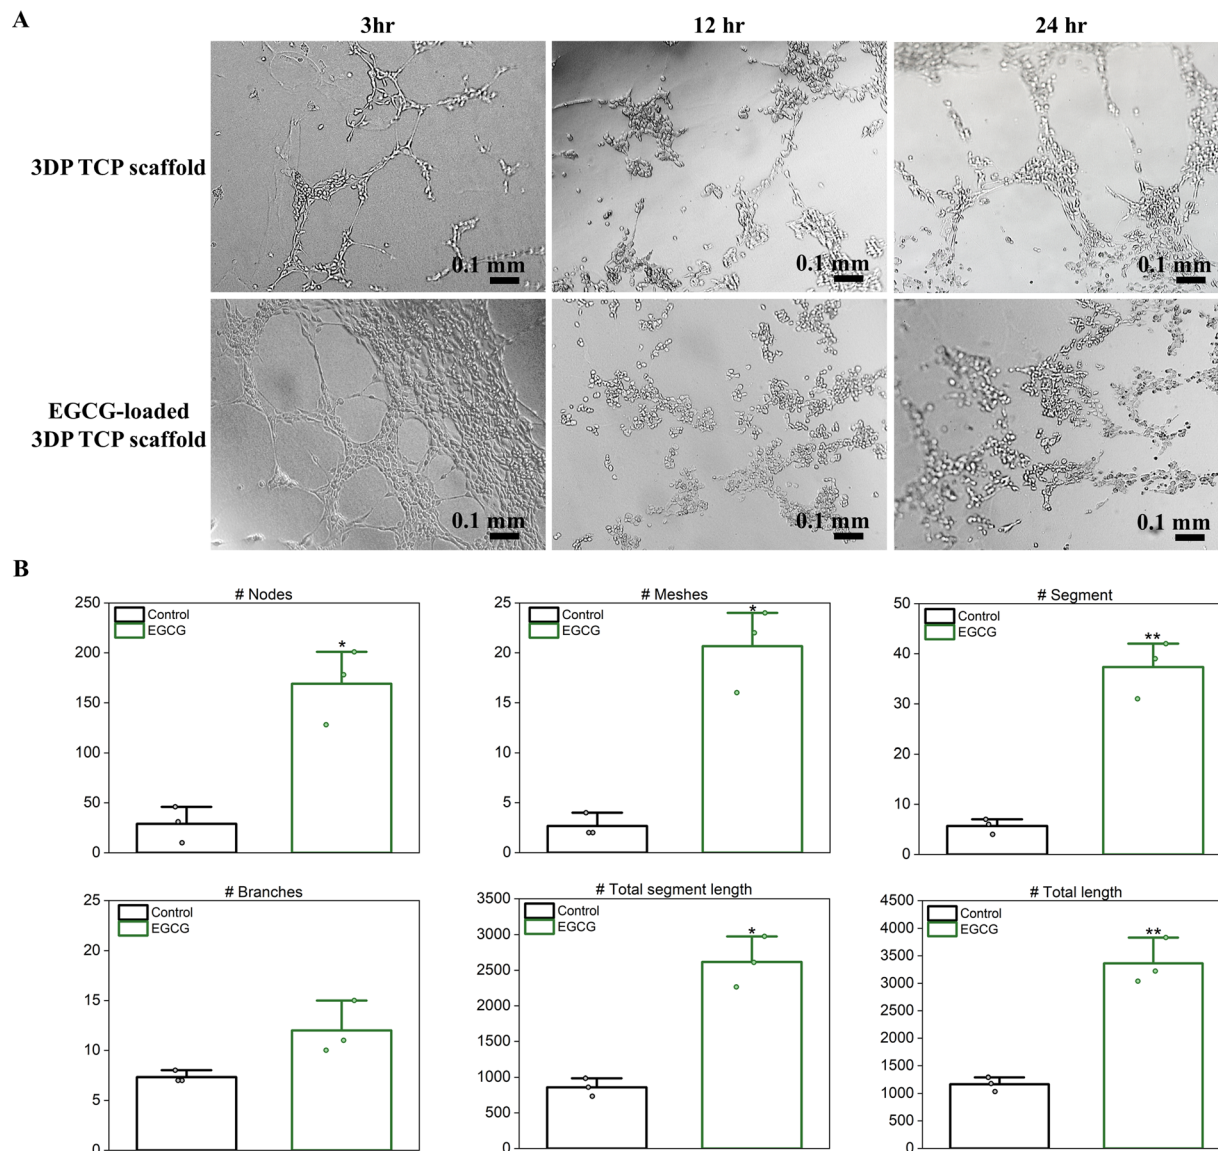 A
3hr
12 hr
24 hr
3DP TCP scaffold
0.1 mm
0.1 mm
0.1 mm
EGCG-loaded
3DP TCP scaffold
0.1 mm
0.1 mm
0.1 mm
B
# Nodes
Control
EGCG
*
250
200
150
100
50
0
# Meshes
Control
EGCG
*
25
20
15
10
5
0
# Segment
Control
EGCG
**
50
40
30
20
10
0
# Branches
Control
EGCG
25
20
15
10
5
0
# Total segment length
Control
EGCG
*
3500
3000
2500
2000
1500
1000
500
0
# Total length
Control
EGCG
**
4500
4000
3500
3000
2500
2000
1500
1000
500
0